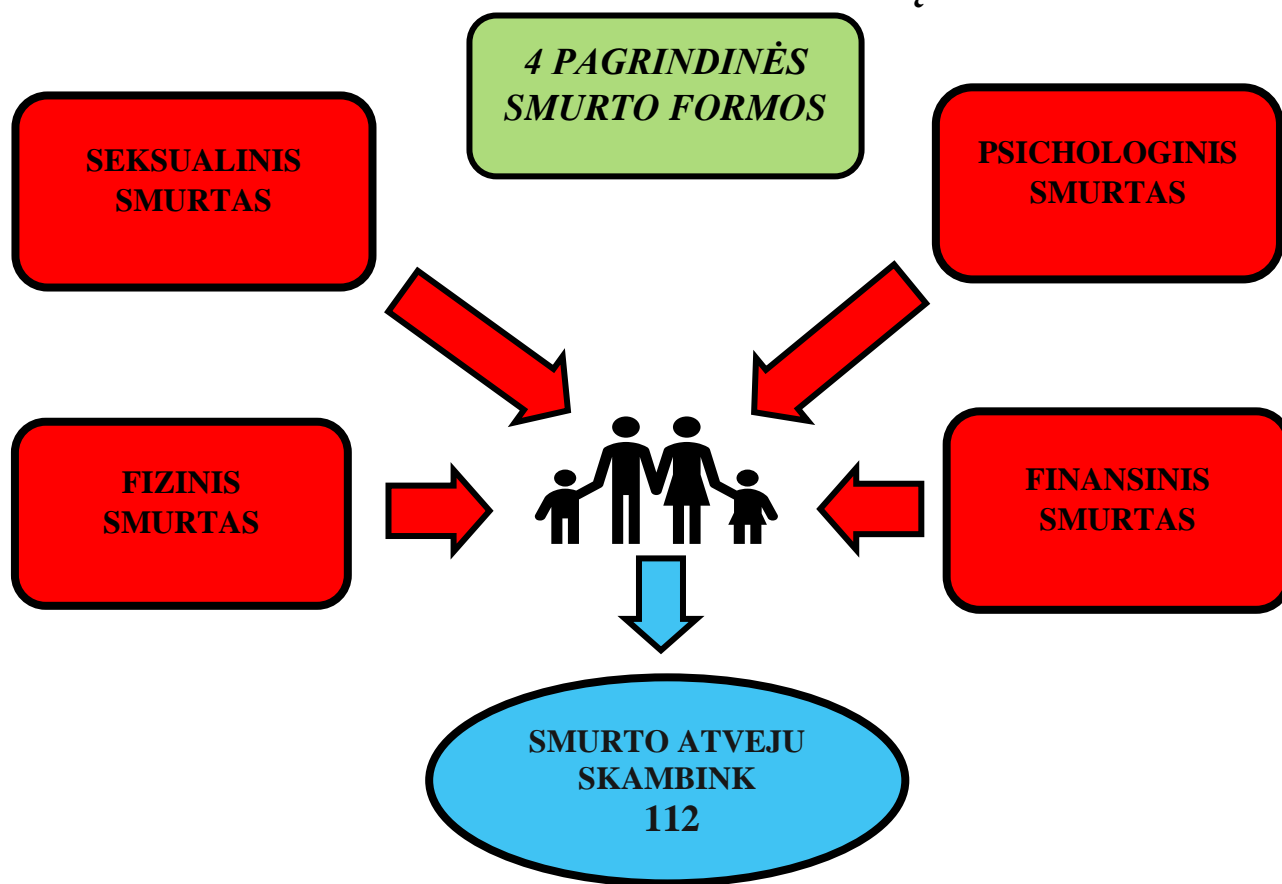 4 PAGRINDINĖS
SMURTO FORMOS
SEKSUALINIS
SMURTAS
PSICHOLOGINIS
SMURTAS
FIZINIS
SMURTAS
FINANSINIS
SMURTAS
SMURTO ATVEJU
SKAMBINK
112